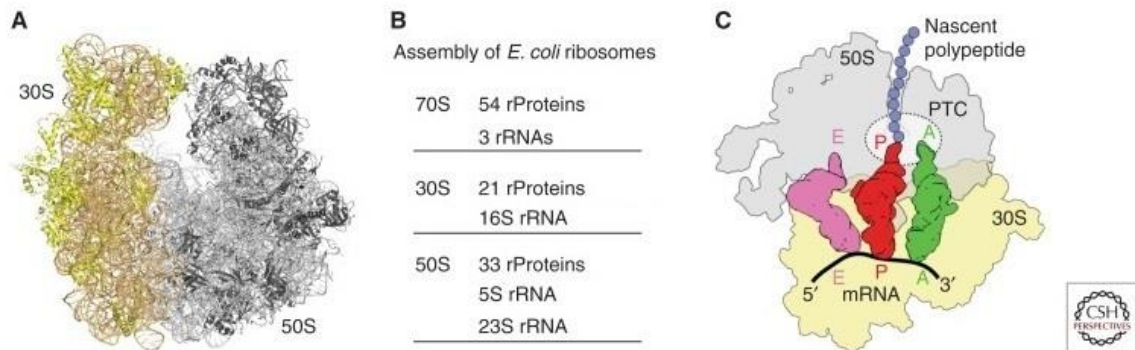 A
30S
50S
B
Assembly of E. coli ribosomes
70S 54 rProteins
3 rRNAs
30S 21 rProteins
16S rRNA
50S 33 rProteins
5S rRNA
23S rRNA
C
Nascent
polypeptide
50S
PTC
E P A
30S
E P A
5′ mRNA 3′
CSH
PERSPECTIVES